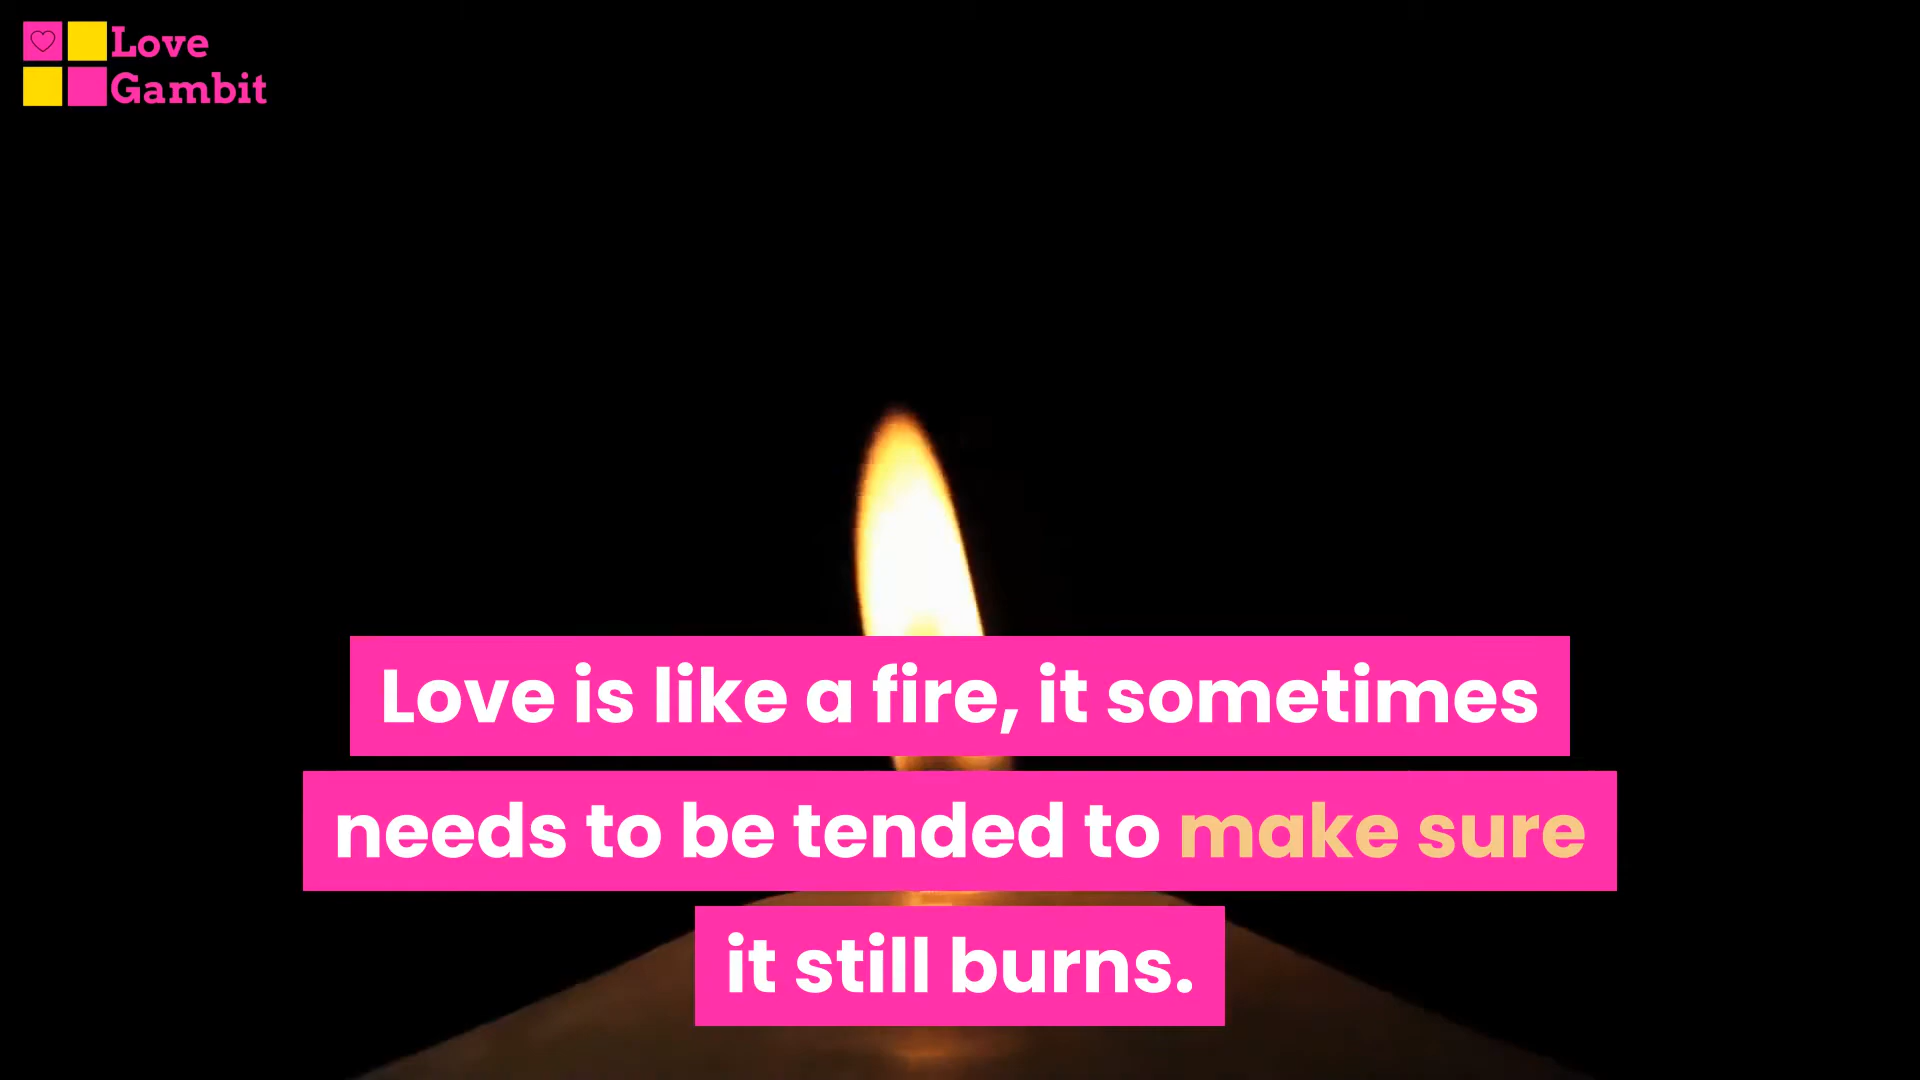 Love
Gambit
Love is like a fire, it sometimes
needs to be tended to make sure
it still burns.